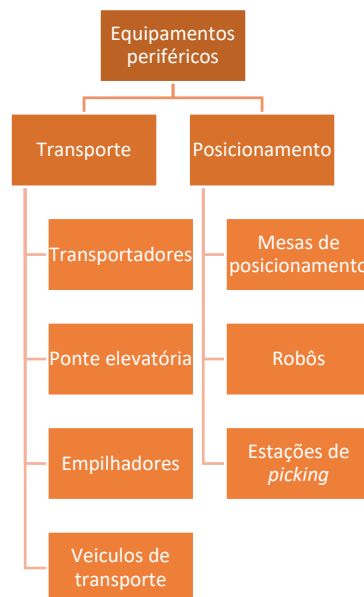 Equipamentos
periféricos
Transporte
Posicionamento
Transportadores
Mesas de
posicionamento
Ponte elevatória
Robôs
Empilhadores
Estações de
picking
Veiculos de
transporte